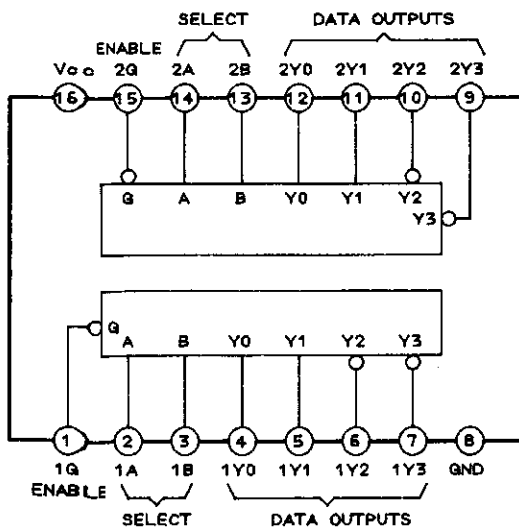 SELECT DATA OUTPUTS
ENABLE
Vcc 2G 2A 2B 2Y0 2Y1 2Y2 2Y3
16 15 14 13 12 11 10 9
G A B Y0 Y1 Y2
Y3
G
A B Y0 Y1 Y2 Y3
1 2 3 4 5 6 7 8
1G 1A 1B 1Y0 1Y1 1Y2 1Y3 GND
ENABLE
SELECT DATA OUTPUTS